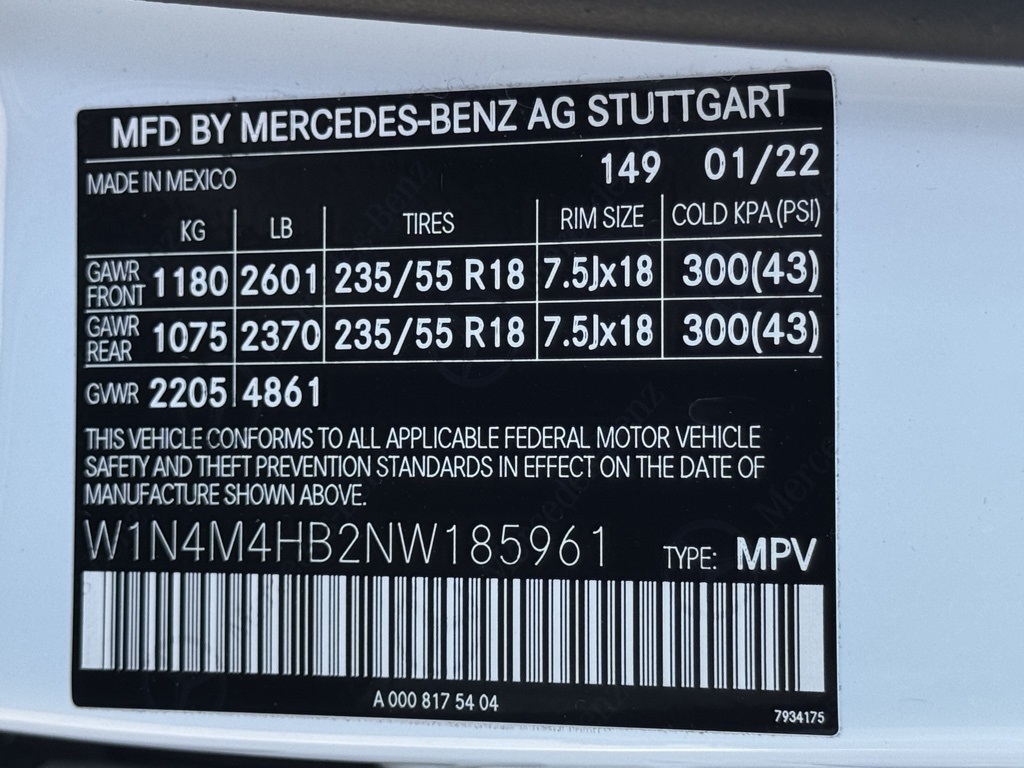 MFD BY MERCEDES-BENZ AG STUTTGART
MADE IN MEXICO 149 01/22
KG LB TIRES RIM SIZE COLD KPA (PSI)
GAWR FRONT 1180 2601 235/55 R18 7.5Jx18 300(43)
GAWR REAR 1075 2370 235/55 R18 7.5Jx18 300(43)
GVWR 2205 4861
THIS VEHICLE CONFORMS TO ALL APPLICABLE FEDERAL MOTOR VEHICLE
SAFETY AND THEFT PREVENTION STANDARDS IN EFFECT ON THE DATE OF
MANUFACTURE SHOWN ABOVE.
W1N4M4HB2NW185961 TYPE: MPV
A 000 817 54 04
7934175